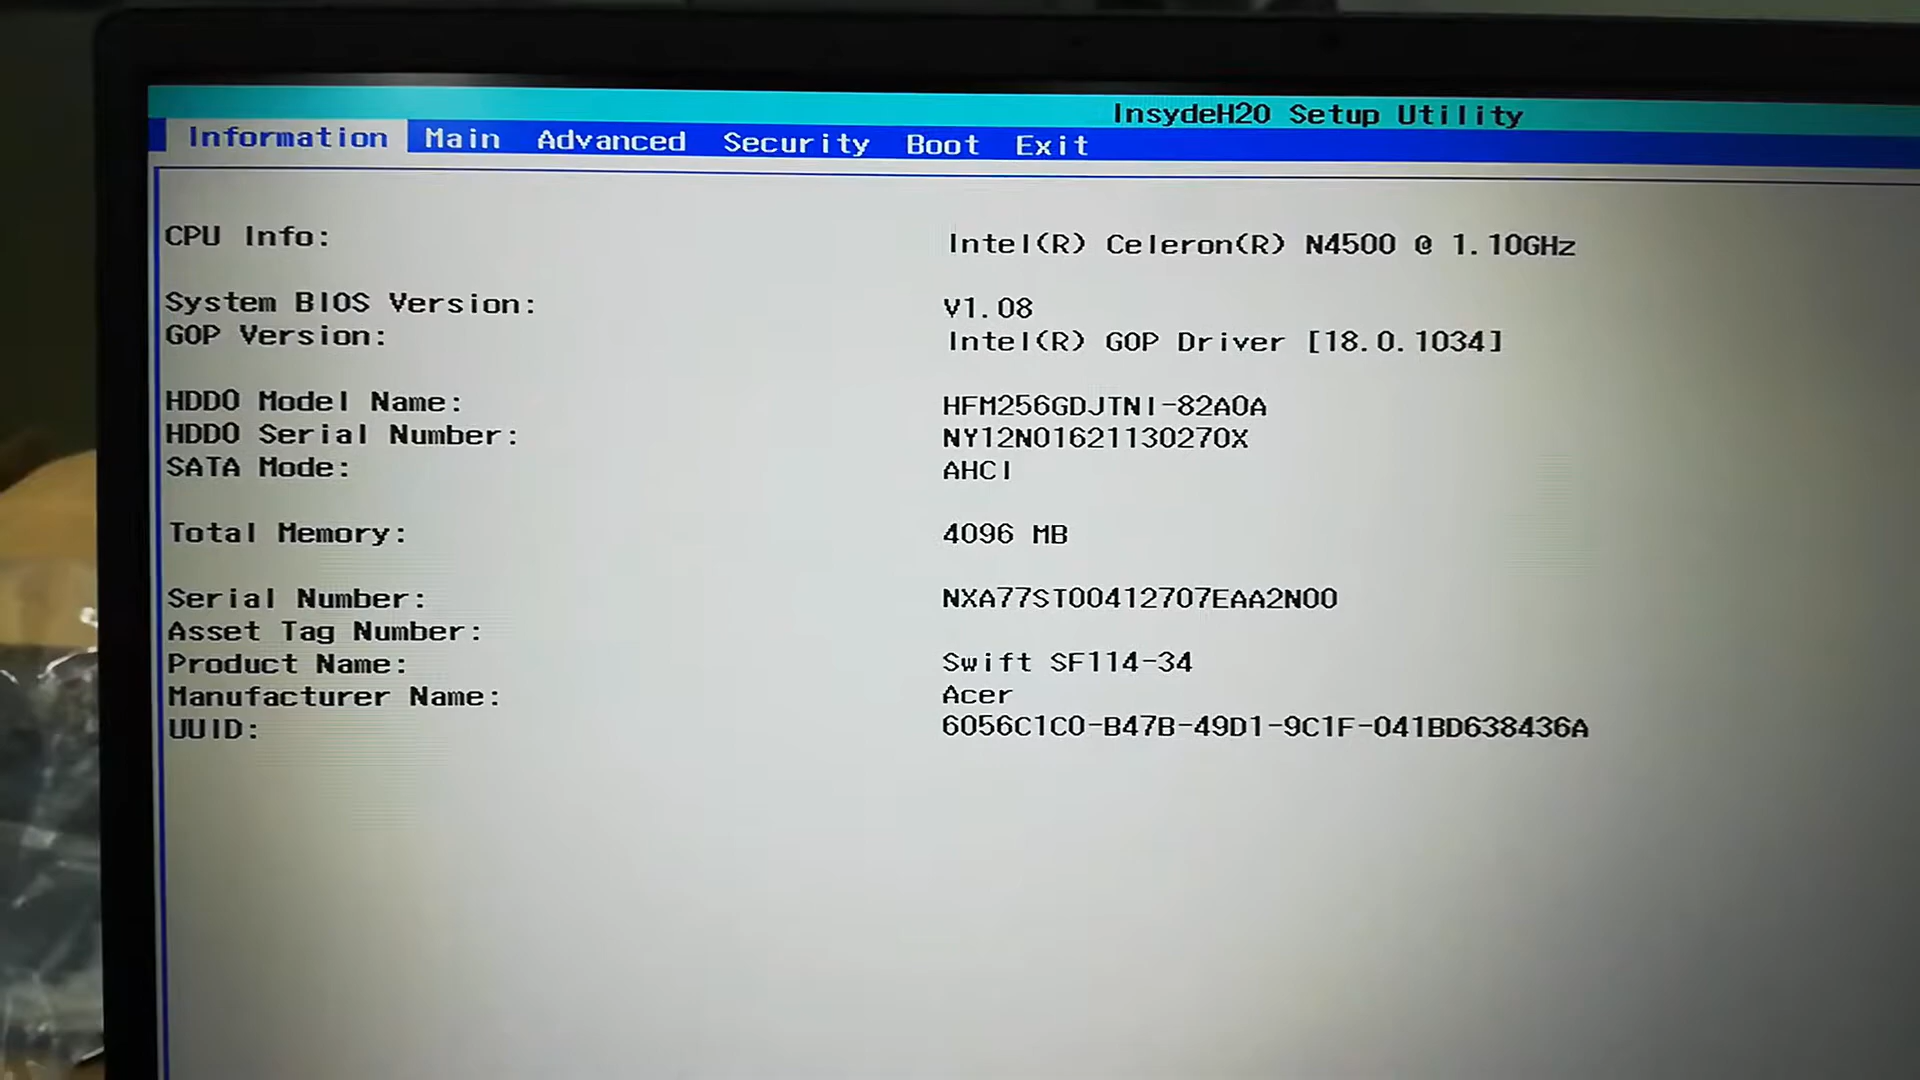 InsydeH20 Setup Utility
Information Main Advanced Security Boot Exit
CPU Info: Intel(R) Celeron(R) N4500 @ 1.10GHz
System BIOS Version: V1.08
GOP Version: Intel(R) GOP Driver [18.0.1034]
HDD0 Model Name: HFM256GDJTNI-82A0A
HDD0 Serial Number: NY12N01621130270X
SATA Mode: AHCI
Total Memory: 4096 MB
Serial Number: NXA77ST00412707EAA2N00
Asset Tag Number:
Product Name: Swift SF114-34
Manufacturer Name: Acer
UUID: 6056C1C0-B47B-49D1-9C1F-041BD638436A